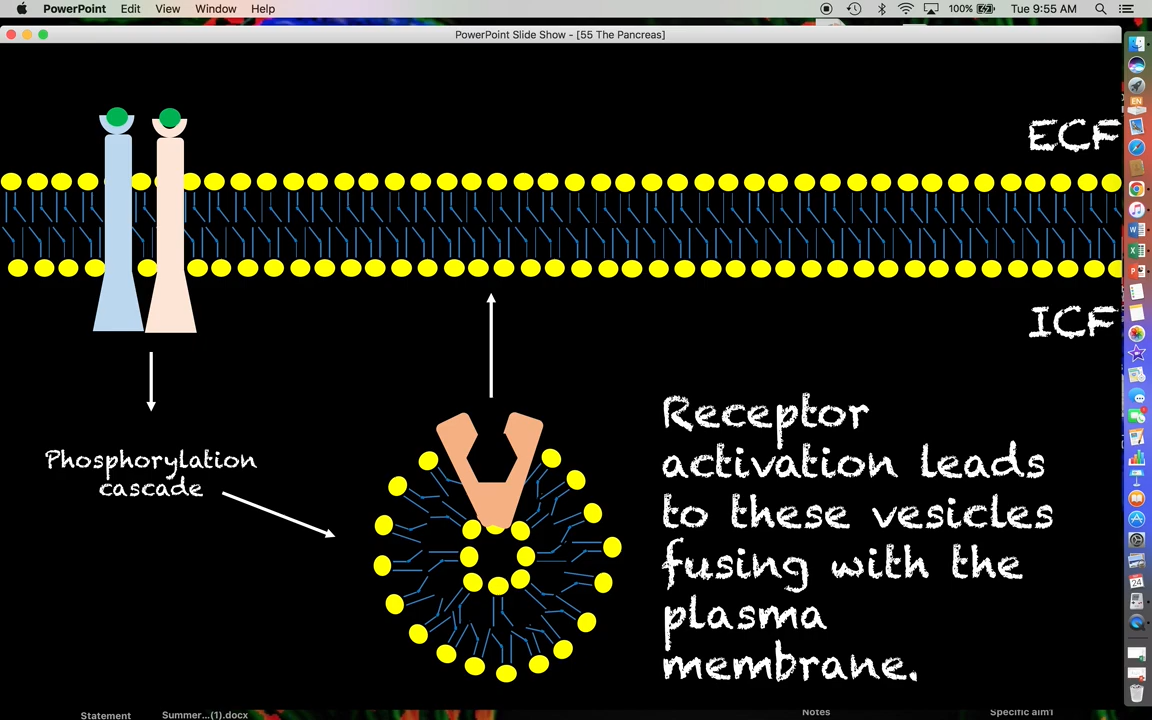 PowerPoint Edit View Window Help 100% Tue 9:55 AM
PowerPoint Slide Show - [55 The Pancreas]
ECF
ICF
Phosphorylation
cascade
Receptor
activation leads
to these vesicles
fusing with the
plasma
membrane.
Statement Summer...(1).docx Notes Specific aim1